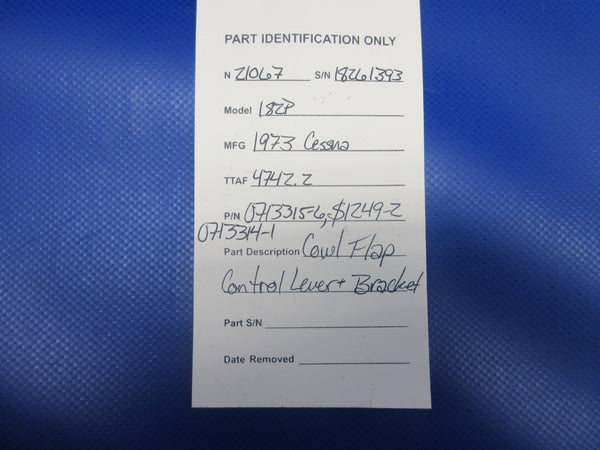 PART IDENTIFICATION ONLY
N 21067 S/N 18261393
Model 182P
MFG 1973 Cessna
TTAF 4742.2
P/N 0713315-6, S1249-2
0713314-1
Part Description Cowl Flap
Control Lever + Bracket
Part S/N
Date Removed